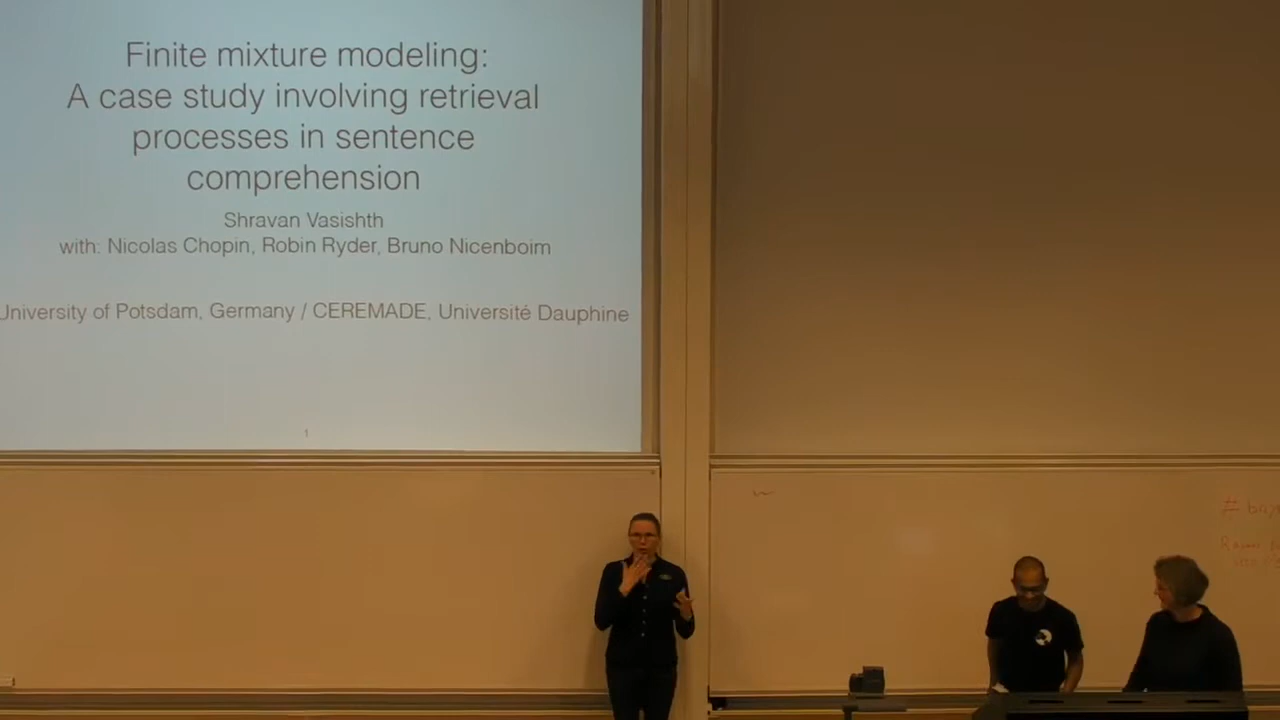 Finite mixture modeling:
A case study involving retrieval
processes in sentence
comprehension
Shravan Vasishth
with: Nicolas Chopin, Robin Ryder, Bruno Nicenboim
University of Potsdam, Germany / CEREMADE, Université Dauphine
1